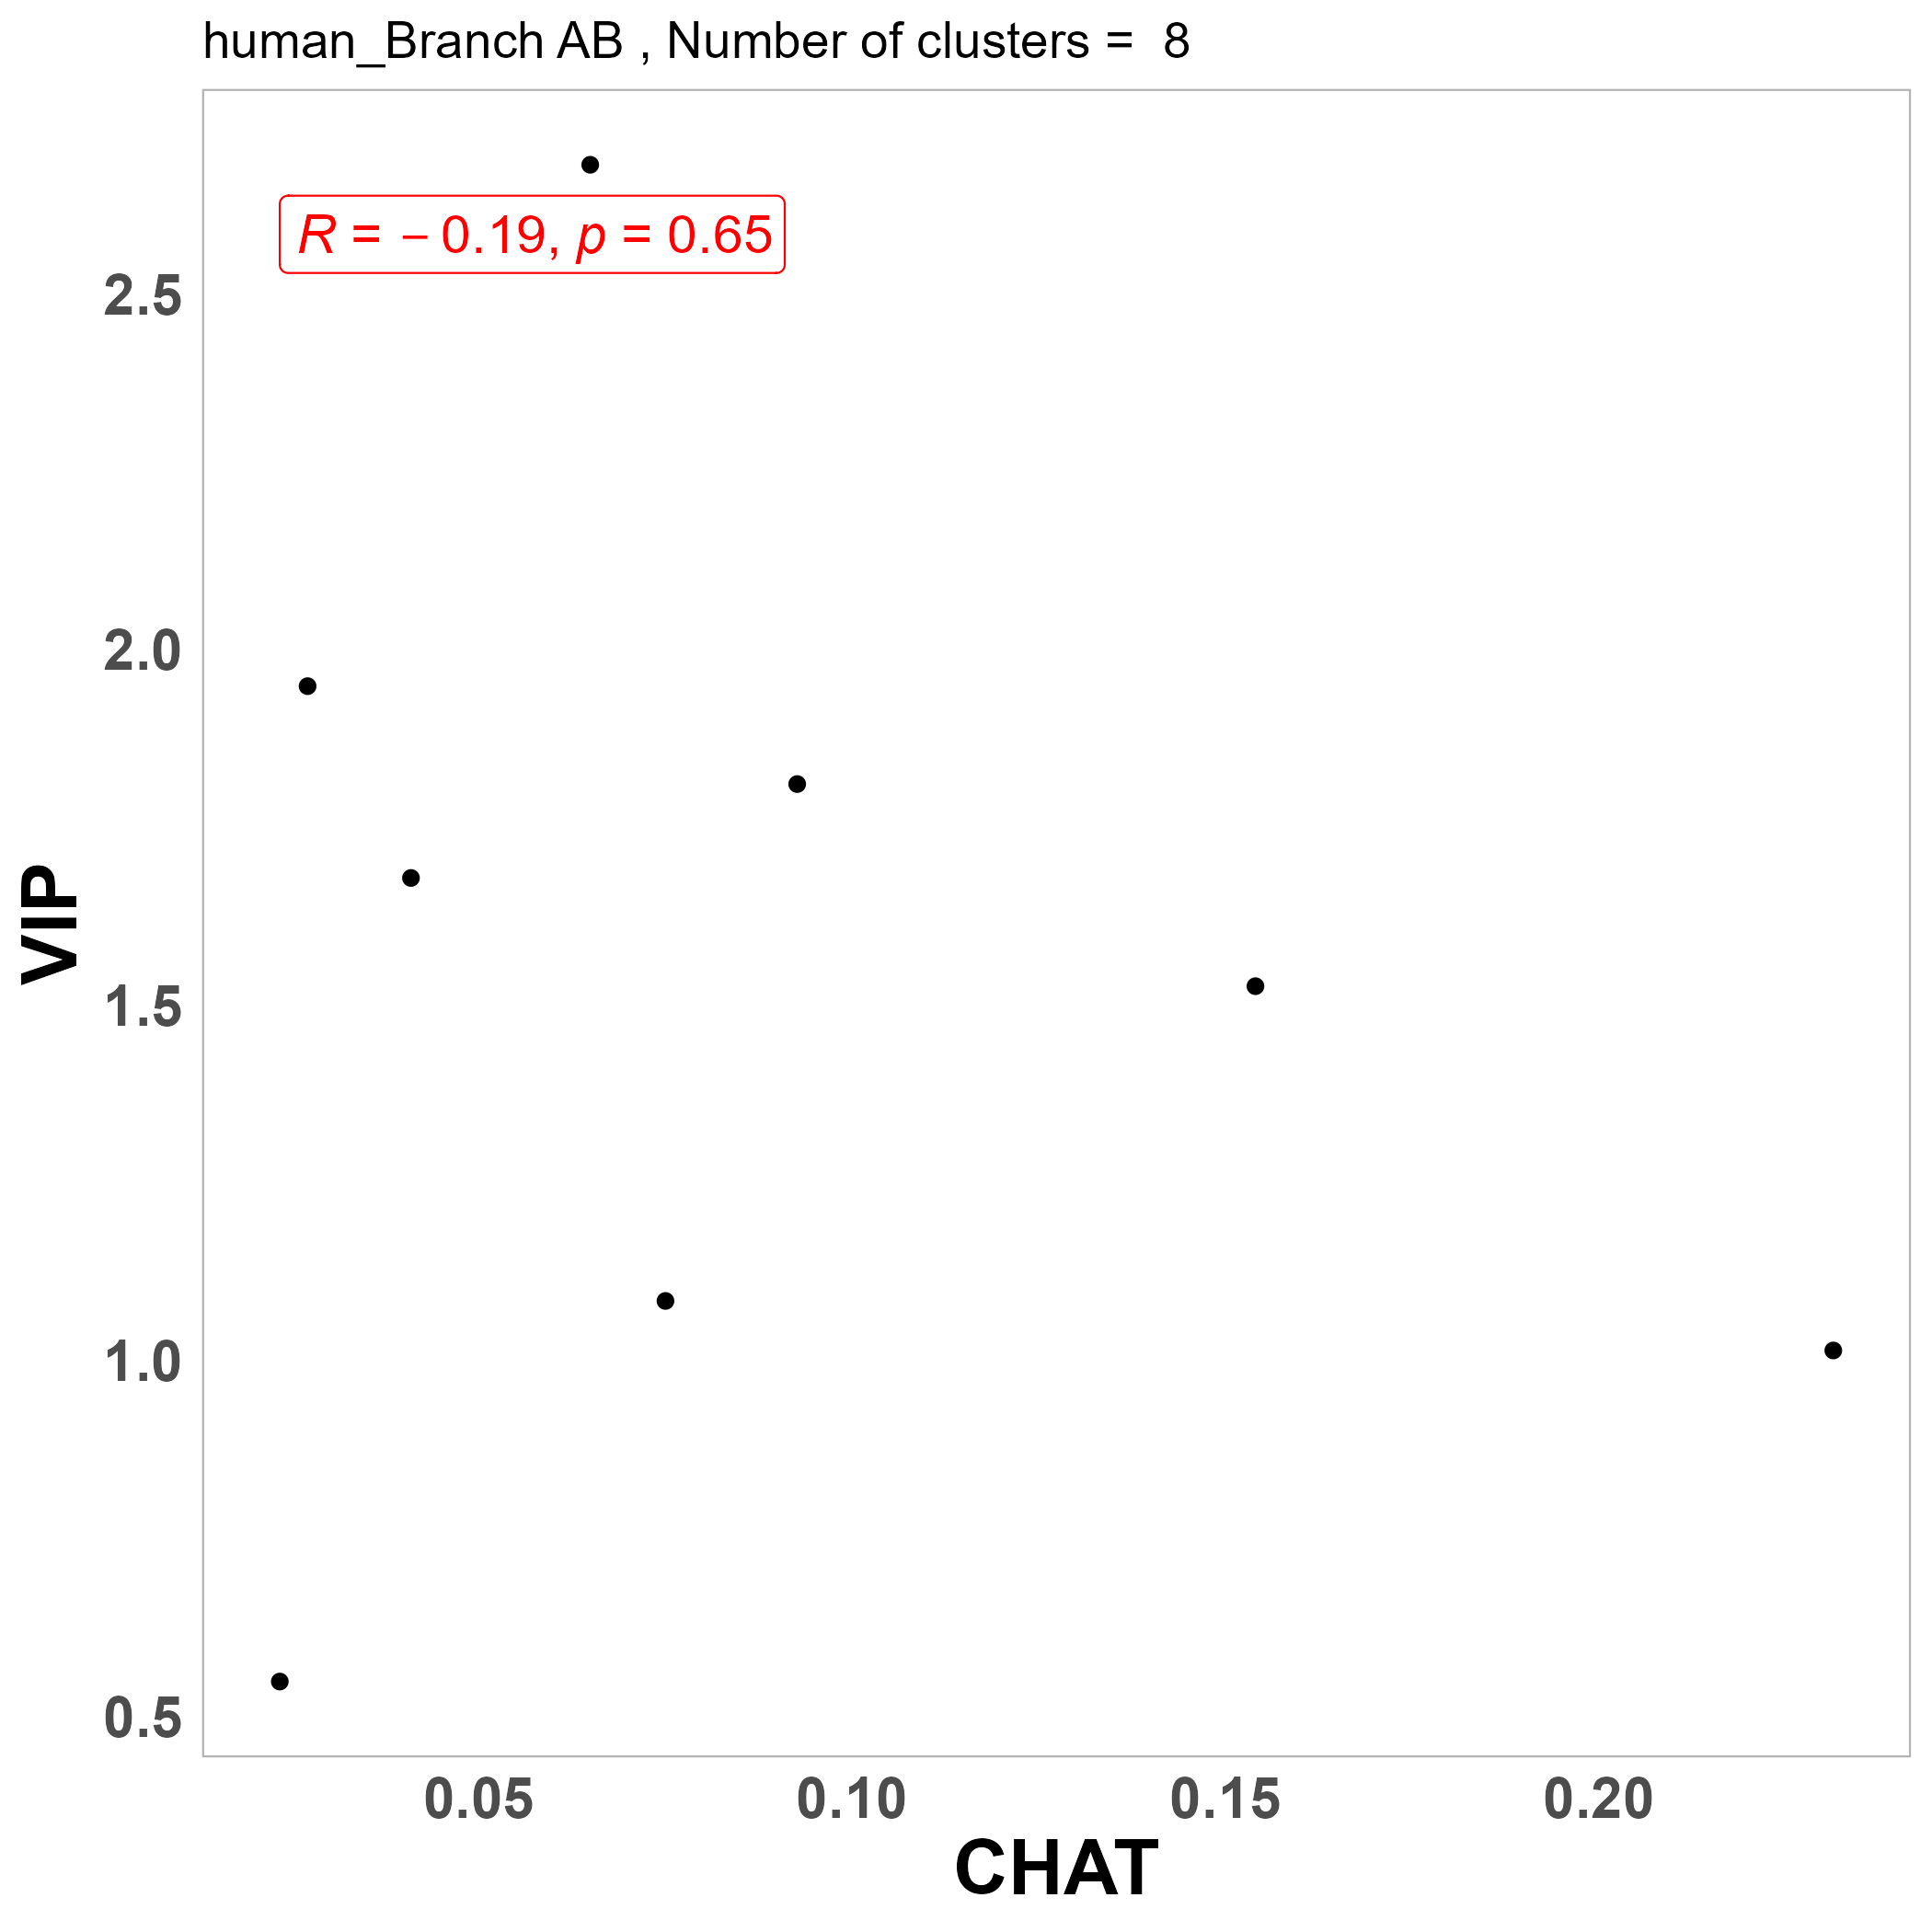 human_Branch AB , Number of clusters =  8
R = − 0.19, p = 0.65
2.5
2.0
1.5
1.0
0.5
VIP
0.05 0.10 0.15 0.20
CHAT